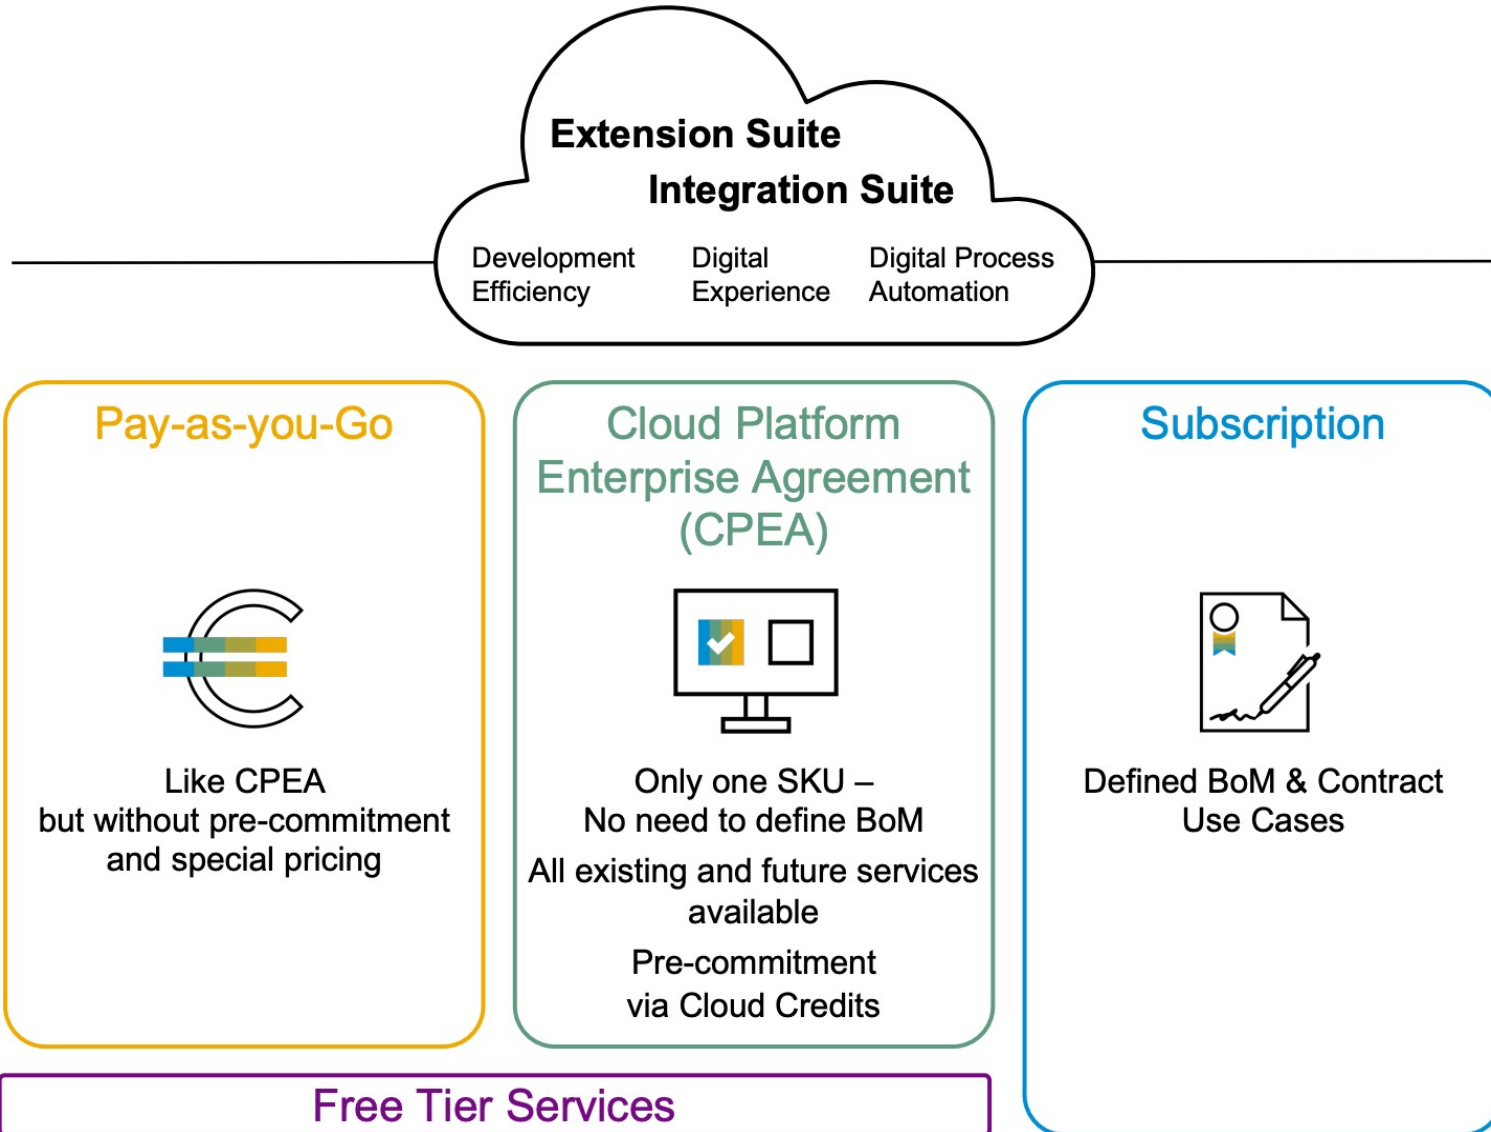 Extension Suite
Integration Suite
Development
Efficiency
Digital
Experience
Digital Process
Automation
Pay-as-you-Go
Like CPEA
but without pre-commitment
and special pricing
Cloud Platform
Enterprise Agreement
(CPEA)
Only one SKU –
No need to define BoM
All existing and future services
available
Pre-commitment
via Cloud Credits
Subscription
Defined BoM & Contract
Use Cases
Free Tier Services